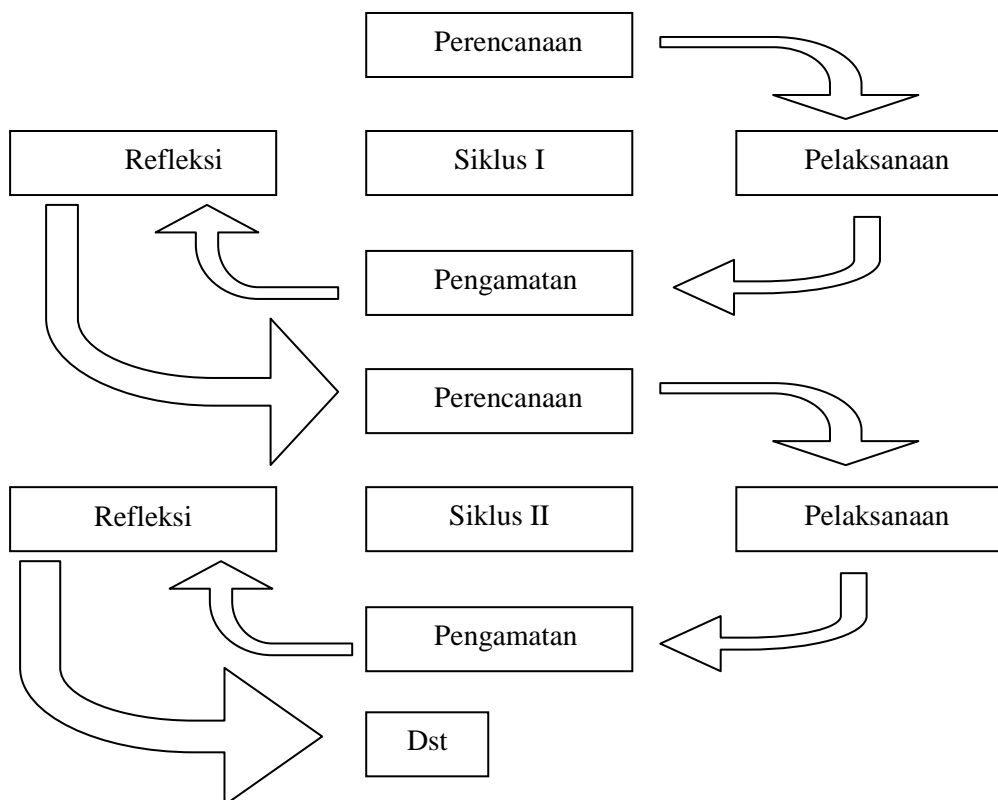 Perencanaan
Refleksi
Siklus I
Pelaksanaan
Pengamatan
Perencanaan
Refleksi
Siklus II
Pelaksanaan
Pengamatan
Dst